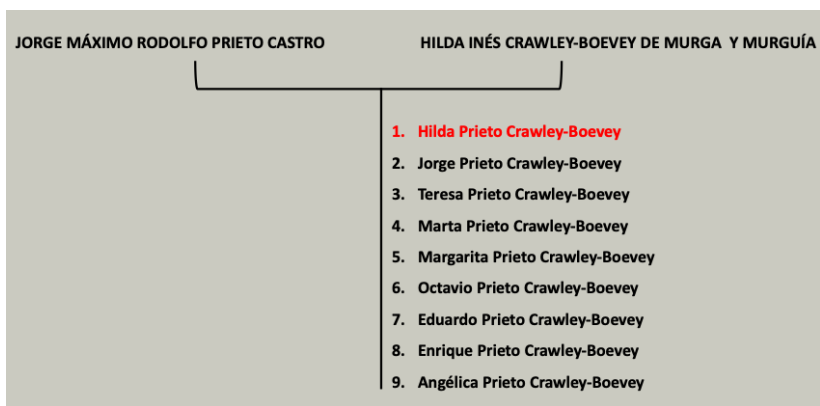 JORGE MÁXIMO RODOLFO PRIETO CASTRO HILDA INÉS CRAWLEY-BOEVEY DE MURGA Y MURGUÍA
1. Hilda Prieto Crawley-Boevey
2. Jorge Prieto Crawley-Boevey
3. Teresa Prieto Crawley-Boevey
4. Marta Prieto Crawley-Boevey
5. Margarita Prieto Crawley-Boevey
6. Octavio Prieto Crawley-Boevey
7. Eduardo Prieto Crawley-Boevey
8. Enrique Prieto Crawley-Boevey
9. Angélica Prieto Crawley-Boevey